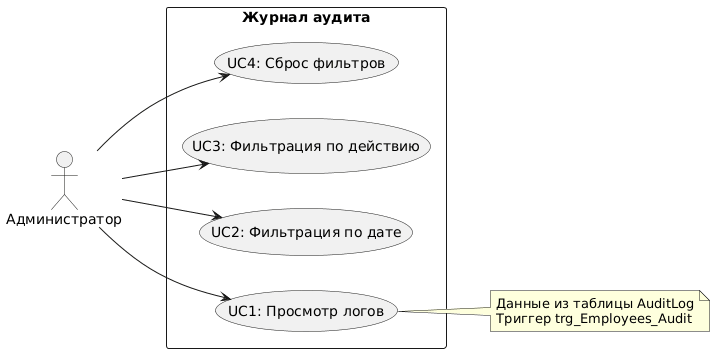 Журнал аудита
UC4: Сброс фильтров
UC3: Фильтрация по действию
Администратор
UC2: Фильтрация по дате
UC1: Просмотр логов
Данные из таблицы AuditLog
Триггер trg_Employees_Audit